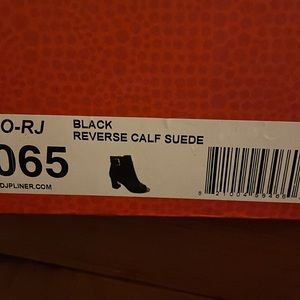 O-RJ
BLACK
REVERSE CALF SUEDE
065
DJPLINER.COM